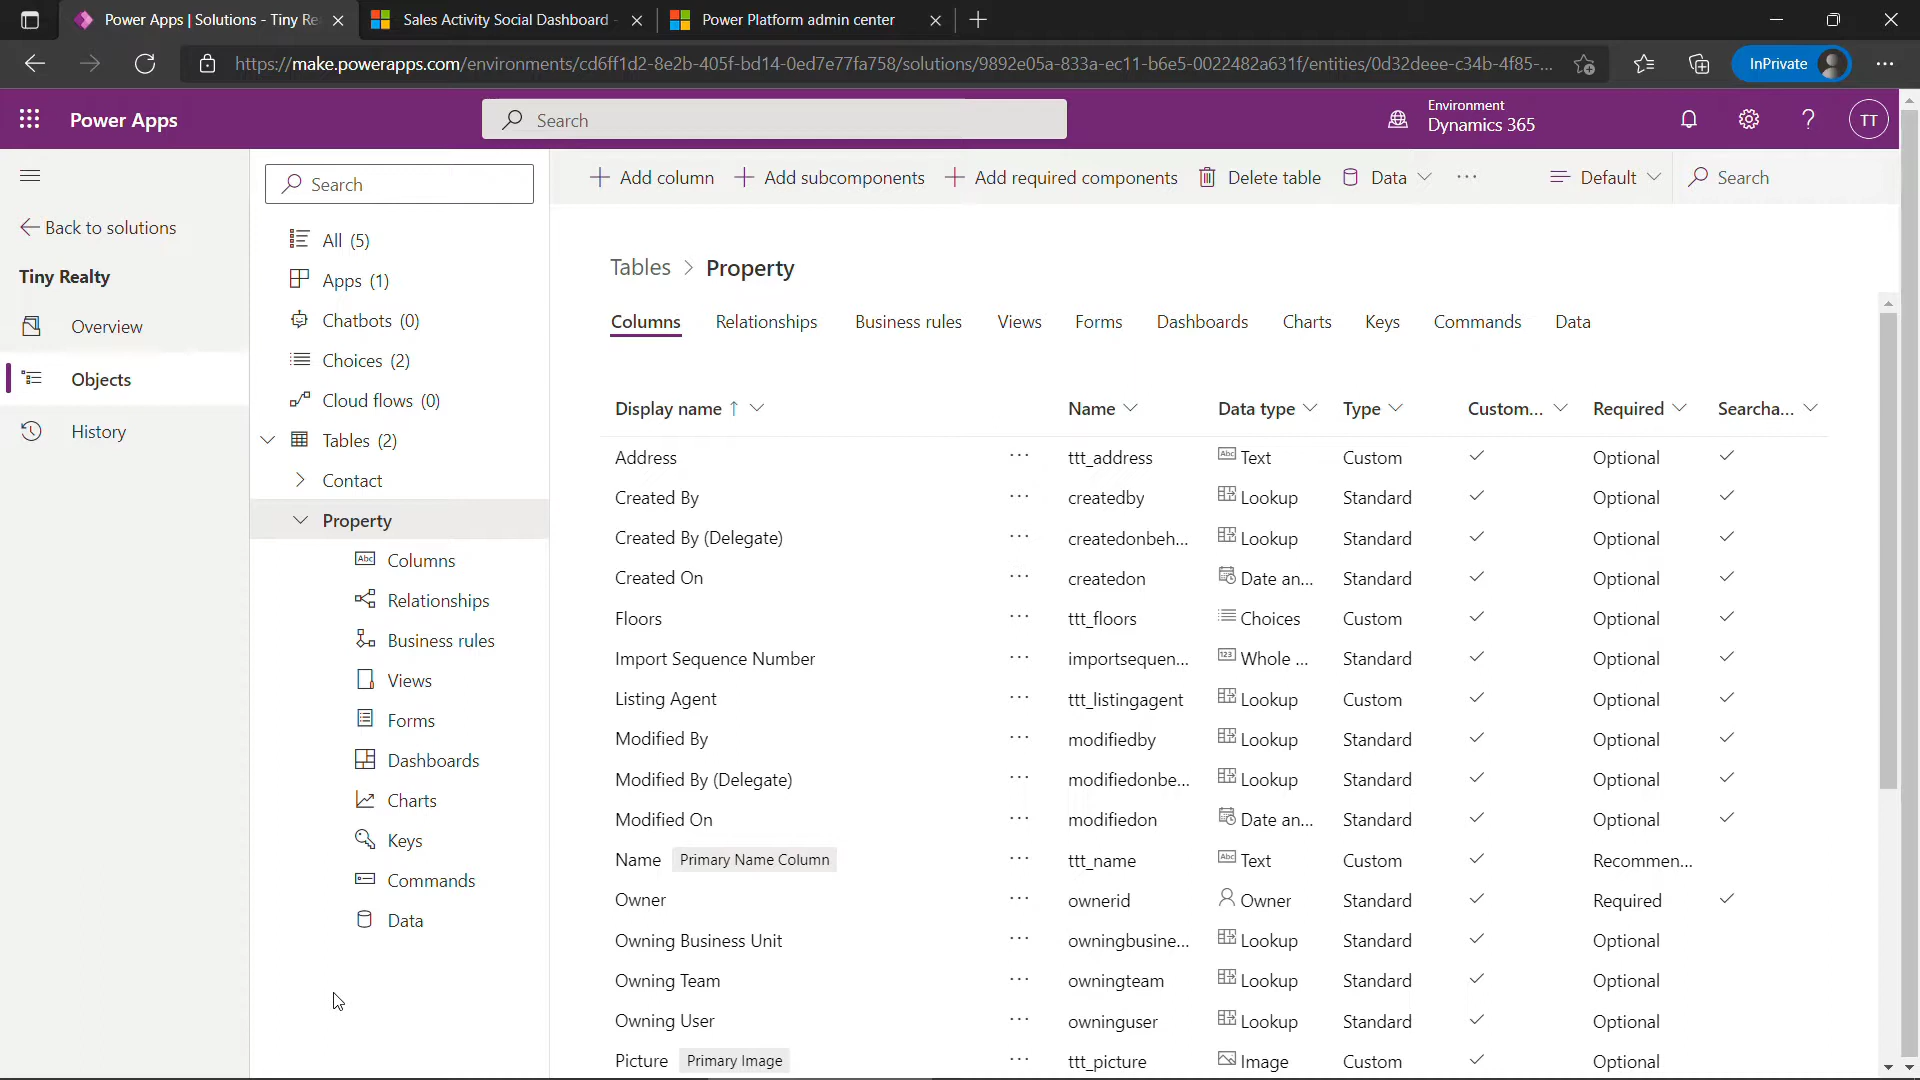 Power Apps | Solutions - Tiny Re
Sales Activity Social Dashboard -
Power Platform admin center
https://make.powerapps.com/environments/cd6ff1d2-8e2b-405f-bd14-0ed7e77fa758/solutions/9892e05a-833a-ec11-b6e5-0022482a631f/entities/0d32deee-c34b-4f85-...
InPrivate
Power Apps
Search
Environment
Dynamics 365
TT
Search
Add column
Add subcomponents
Add required components
Delete table
Data
Default
Search
Back to solutions
Tiny Realty
Overview
Objects
History
All (5)
Apps (1)
Chatbots (0)
Choices (2)
Cloud flows (0)
Tables (2)
Contact
Property
Abc Columns
Relationships
Business rules
Views
Forms
Dashboards
Charts
Keys
Commands
Data
Tables > Property
Columns Relationships Business rules Views Forms Dashboards Charts Keys Commands Data
Display name ↑ Name Data type Type Custom... Required Searcha...
Address ttt_address Abc Text Custom Optional
Created By createdby Lookup Standard Optional
Created By (Delegate) createdonbeh... Lookup Standard Optional
Created On createdon Date an... Standard Optional
Floors ttt_floors Choices Custom Optional
Import Sequence Number importsequen... 123 Whole ... Standard Optional
Listing Agent ttt_listingagent Lookup Custom Optional
Modified By modifiedby Lookup Standard Optional
Modified By (Delegate) modifiedonbe... Lookup Standard Optional
Modified On modifiedon Date an... Standard Optional
Name Primary Name Column ttt_name Abc Text Custom Recommen...
Owner ownerid Owner Standard Required
Owning Business Unit owningbusine... Lookup Standard Optional
Owning Team owningteam Lookup Standard Optional
Owning User owninguser Lookup Standard Optional
Picture Primary Image ttt_picture Image Custom Optional